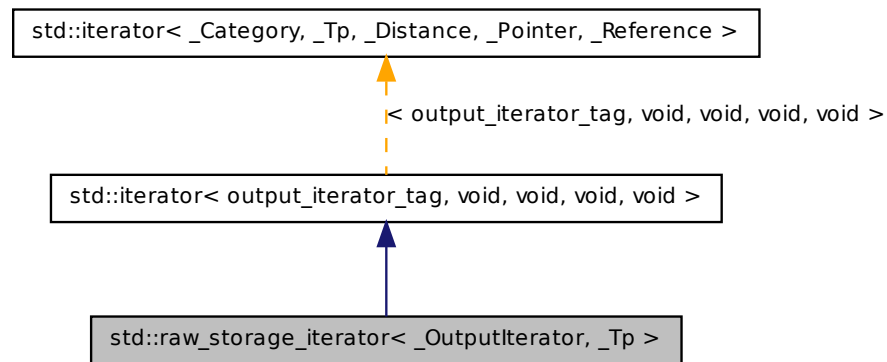 std::iterator< _Category, _Tp, _Distance, _Pointer, _Reference >
< output_iterator_tag, void, void, void, void >
std::iterator< output_iterator_tag, void, void, void, void >
std::raw_storage_iterator< _OutputIterator, _Tp >